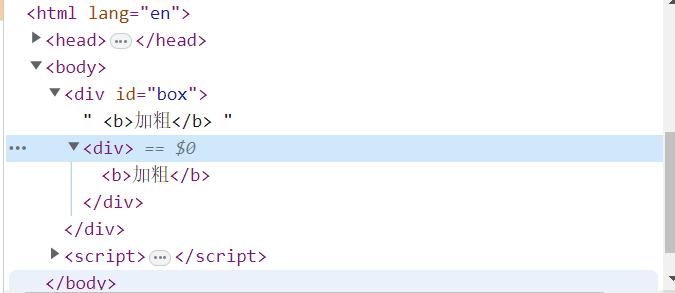 <html lang="en">
<head>…</head>
<body>
<div id="box">
" <b>加粗</b> "
<div> == $0
<b>加粗</b>
</div>
</div>
<script>…</script>
</body>